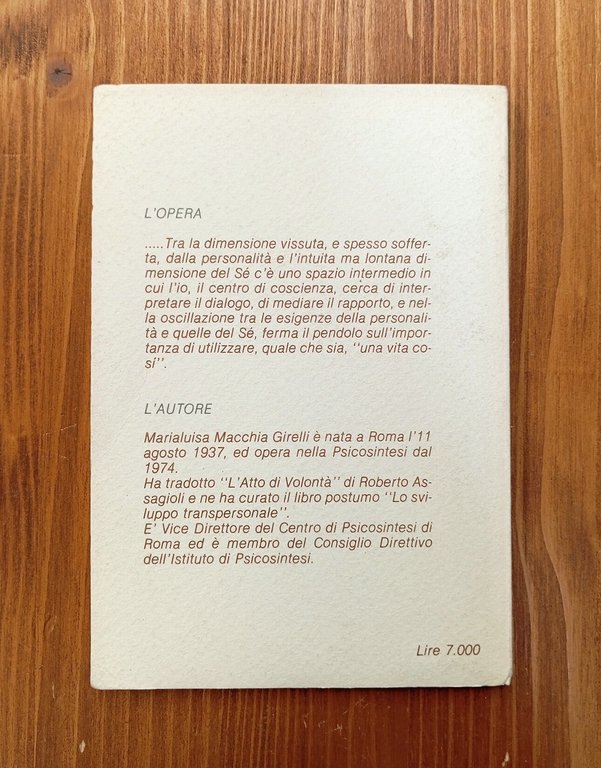 L'OPERA
.....Tra la dimensione vissuta, e spesso soffer-
ta, dalla personalità e l'intuita ma lontana di-
mensione del Sé c'è uno spazio intermedio in
cui l'io, il centro di coscienza, cerca di inter-
pretare il dialogo, di mediare il rapporto, e nel-
la oscillazione tra le esigenze della personali-
tà e quelle del Sé, ferma il pendolo sull'impor-
tanza di utilizzare, quale che sia, ''una vita co-
sí''.
L'AUTORE
Marialuisa Macchia Girelli è nata a Roma l'11
agosto 1937, ed opera nella Psicosintesi dal
1974.
Ha tradotto ''L'Atto di Volontà'' di Roberto As-
sagioli e ne ha curato il libro postumo ''Lo svi-
luppo transpersonale''.
E' Vice Direttore del Centro di Psicosintesi di
Roma ed è membro del Consiglio Direttivo
dell'Istituto di Psicosintesi.
Lire 7.000